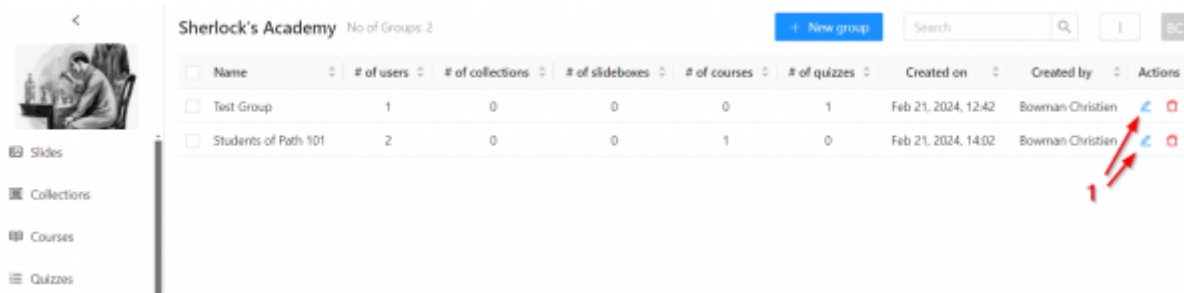 Sherlock's Academy No of Groups: 2 + New group Search BC
Name # of users # of collections # of slideboxes # of courses # of quizzes Created on Created by Actions
Test Group 1 0 0 0 1 Feb 21, 2024, 12:42 Bowman Christien
Students of Path 101 2 0 0 1 0 Feb 21, 2024, 14:02 Bowman Christien
1
Slides
Collections
Courses
Quizzes